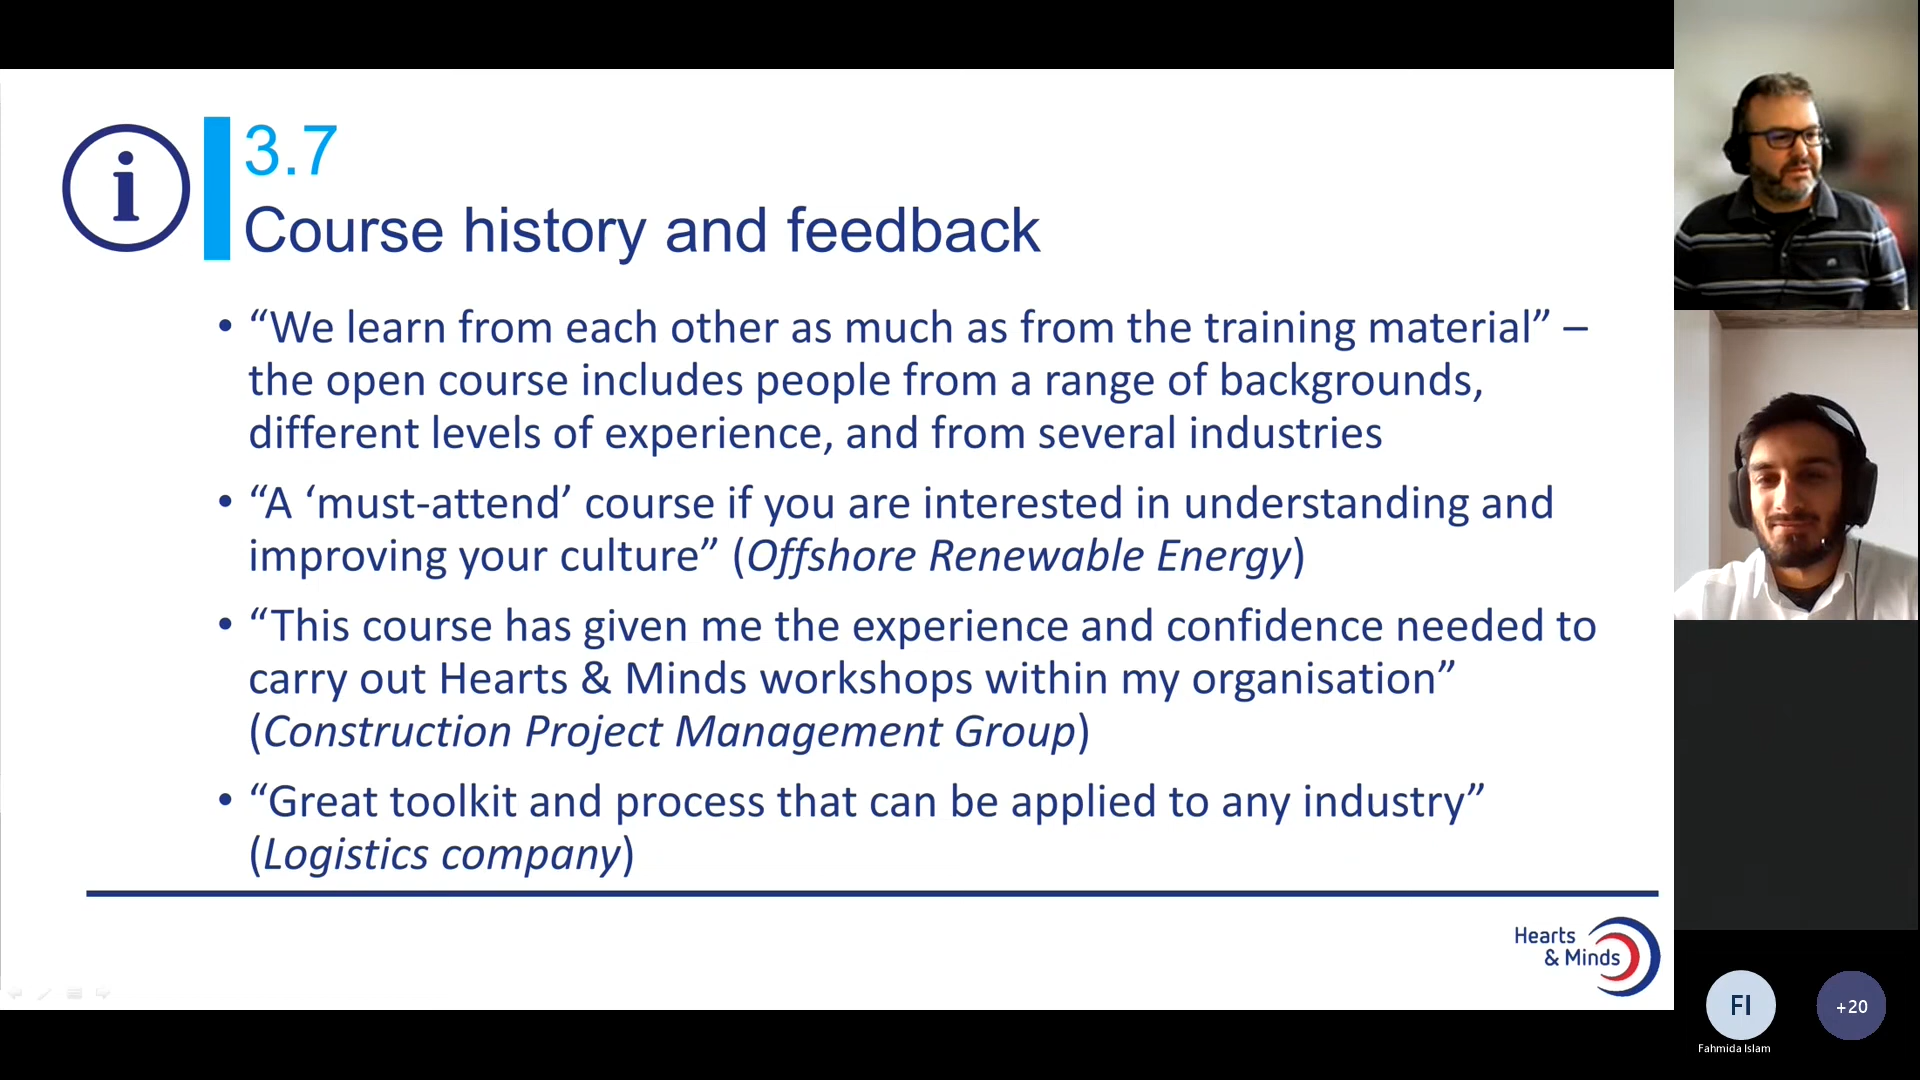 3.7
Course history and feedback
• “We learn from each other as much as from the training material” –
the open course includes people from a range of backgrounds,
different levels of experience, and from several industries
• “A ‘must-attend’ course if you are interested in understanding and
improving your culture” (Offshore Renewable Energy)
• “This course has given me the experience and confidence needed to
carry out Hearts & Minds workshops within my organisation”
(Construction Project Management Group)
• “Great toolkit and process that can be applied to any industry”
(Logistics company)
Hearts
& Minds
FI
+20
Fahmida Islam